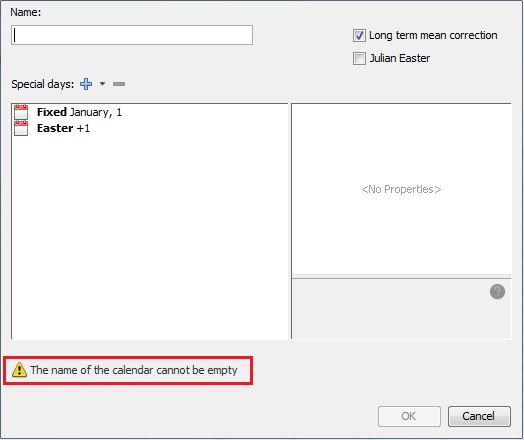 Name:
Long term mean correction
Julian Easter
Special days:
Fixed January, 1
Easter +1
<No Properties>
?
The name of the calendar cannot be empty
OK
Cancel